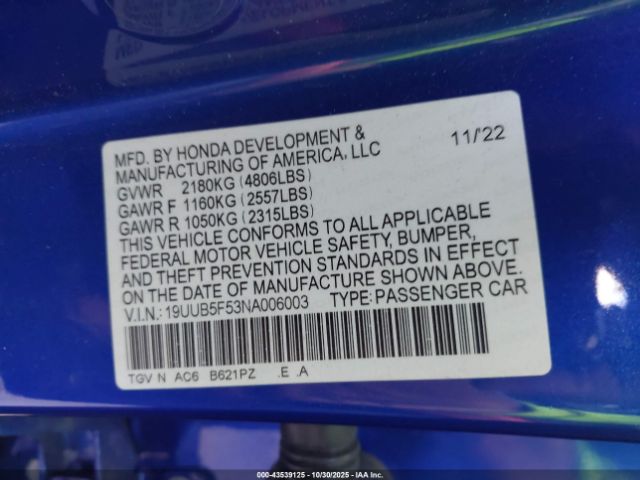 MFD. BY HONDA DEVELOPMENT & 11/22
MANUFACTURING OF AMERICA, LLC
GVWR 2180KG (4806LBS)
GAWR F 1160KG (2557LBS)
GAWR R 1050KG (2315LBS)
THIS VEHICLE CONFORMS TO ALL APPLICABLE
FEDERAL MOTOR VEHICLE SAFETY, BUMPER,
AND THEFT PREVENTION STANDARDS IN EFFECT
ON THE DATE OF MANUFACTURE SHOWN ABOVE.
V.I.N.: 19UUB5F53NA006003 TYPE: PASSENGER CAR
TGV N AC6 B621PZ .E .A
000-43539125 - 10/30/2025 - IAA Inc.